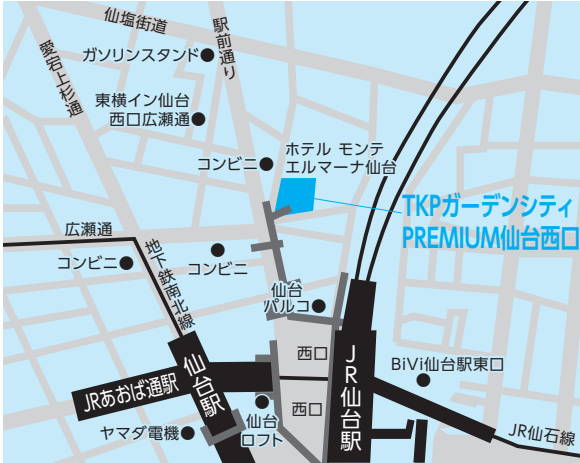 仙塩街道
愛宕上杉通
駅前通り
ガソリンスタンド
東横イン仙台
西口広瀬通
コンビニ
ホテル モンテ
エルマーナ仙台
TKPガーデンシティ
PREMIUM仙台西口
広瀬通
コンビニ
コンビニ
地下鉄南北線
仙台
パルコ
西口
JR仙台駅
BiVi仙台駅東口
仙台駅
JRあおば通駅
西口
仙台
ロフト
ヤマダ電機
JR仙石線